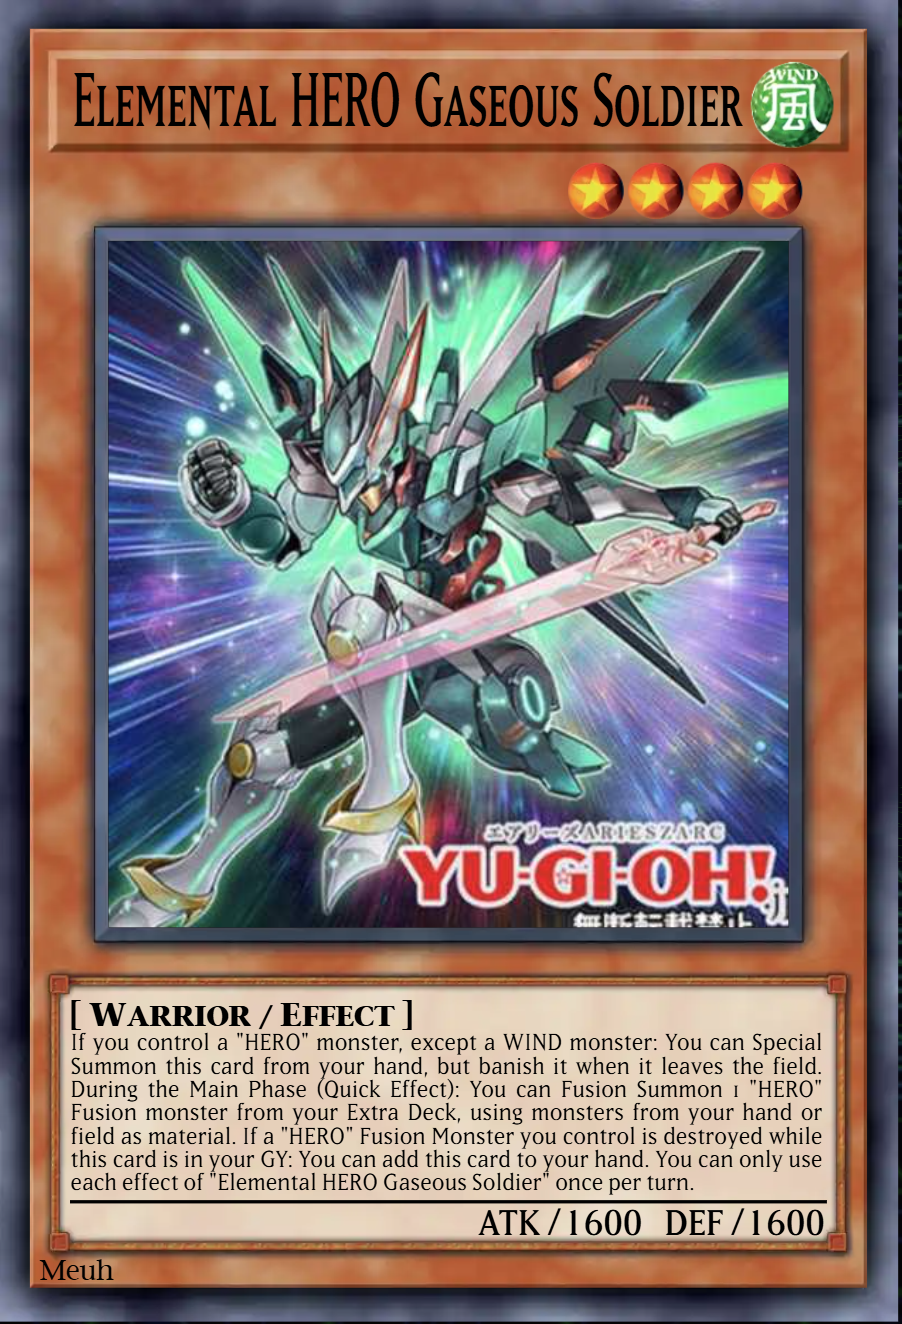 Elemental HERO Gaseous Soldier
WIND
風
エアリーズARIESZARC
YU-GI-OH!
.j
無断転載禁止
[ Warrior / Effect ]
If you control a "HERO" monster, except a WIND monster: You can Special
Summon this card from your hand, but banish it when it leaves the field.
During the Main Phase (Quick Effect): You can Fusion Summon 1 "HERO"
Fusion monster from your Extra Deck, using monsters from your hand or
field as material. If a "HERO" Fusion Monster you control is destroyed while
this card is in your GY: You can add this card to your hand. You can only use
each effect of "Elemental HERO Gaseous Soldier" once per turn.
ATK / 1600 DEF / 1600
Meuh